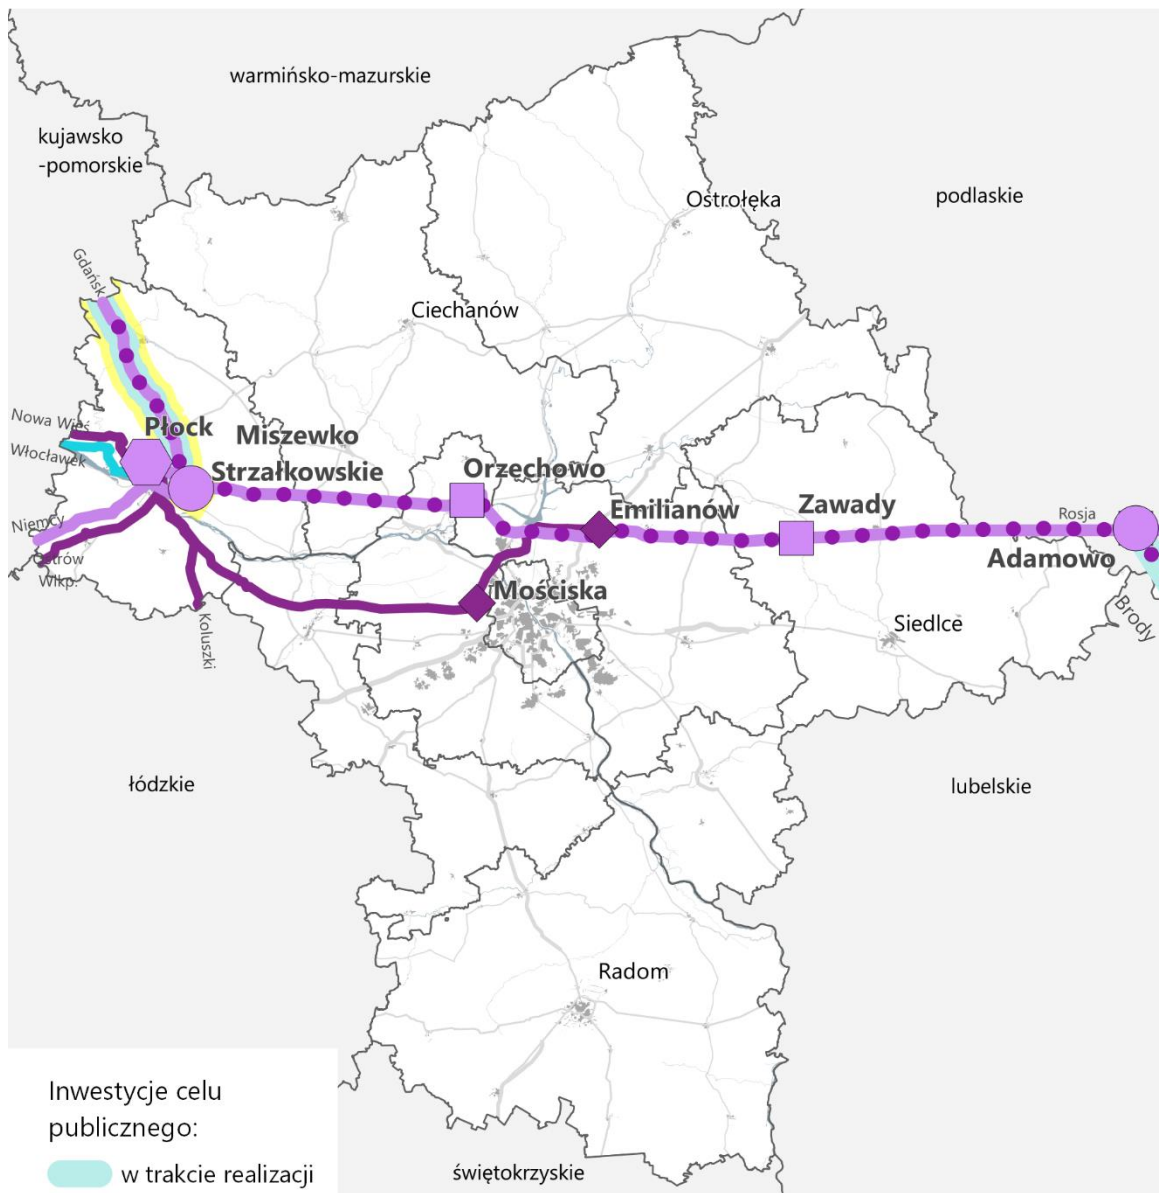 warmińsko-mazurskie
kujawsko
-pomorskie
podlaskie
Ostrołęka
Gdańsk
Ciechanów
Nowa Wieś
Płock
Miszewko
Włocławek
Strzałkowskie
Orzęchowo
Emilianów
Zawady
Niemcy
Rosja
Ostrów
Wlkp.
Adamowo
Mościska
Brody
Koluszki
Siedlce
łódzkie
lubelskie
Radom
Inwestycje celu
publicznego:
w trakcie realizacji
świętokrzyskie